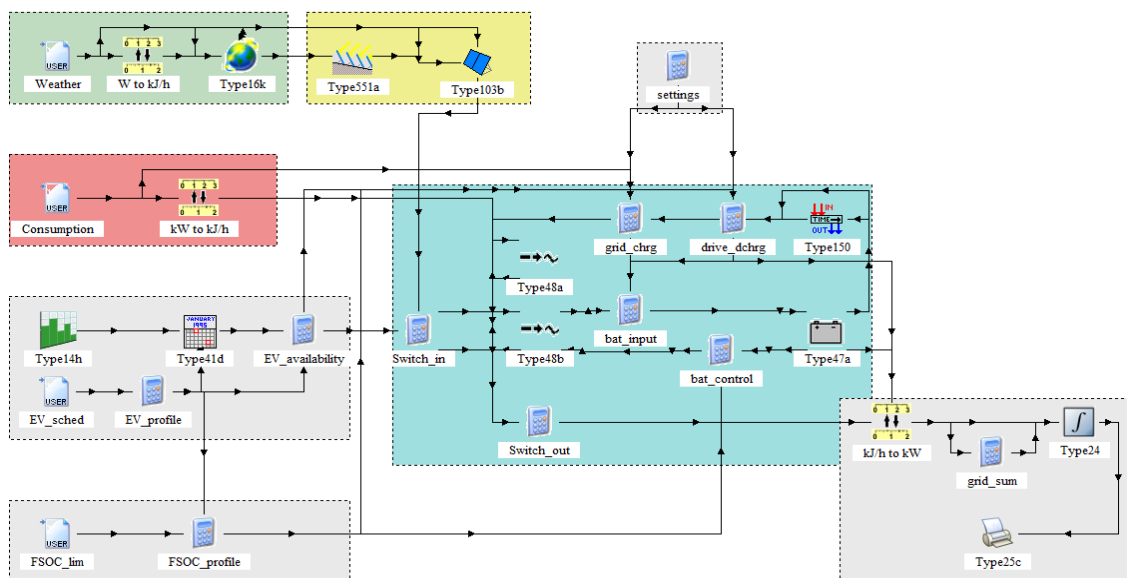 USER
Weather
0 1 2 3
0 1 2
W to kJ/h
Type16k
Type551a
Type103b
settings
USER
Consumption
0 1 2 3
0 1 2
kW to kJ/h
grid_chrg
drive_dchrg
IN
TIME
OUT
Type150
Type48a
Type14h
JANUARY
1995
Type41d
EV_availability
Switch_in
Type48b
bat_input
bat_control
Type47a
USER
EV_sched
EV_profile
Switch_out
0 1 2 3
0 1 2
kJ/h to kW
grid_sum
∫
Type24
USER
FSOC_lim
FSOC_profile
Type25c